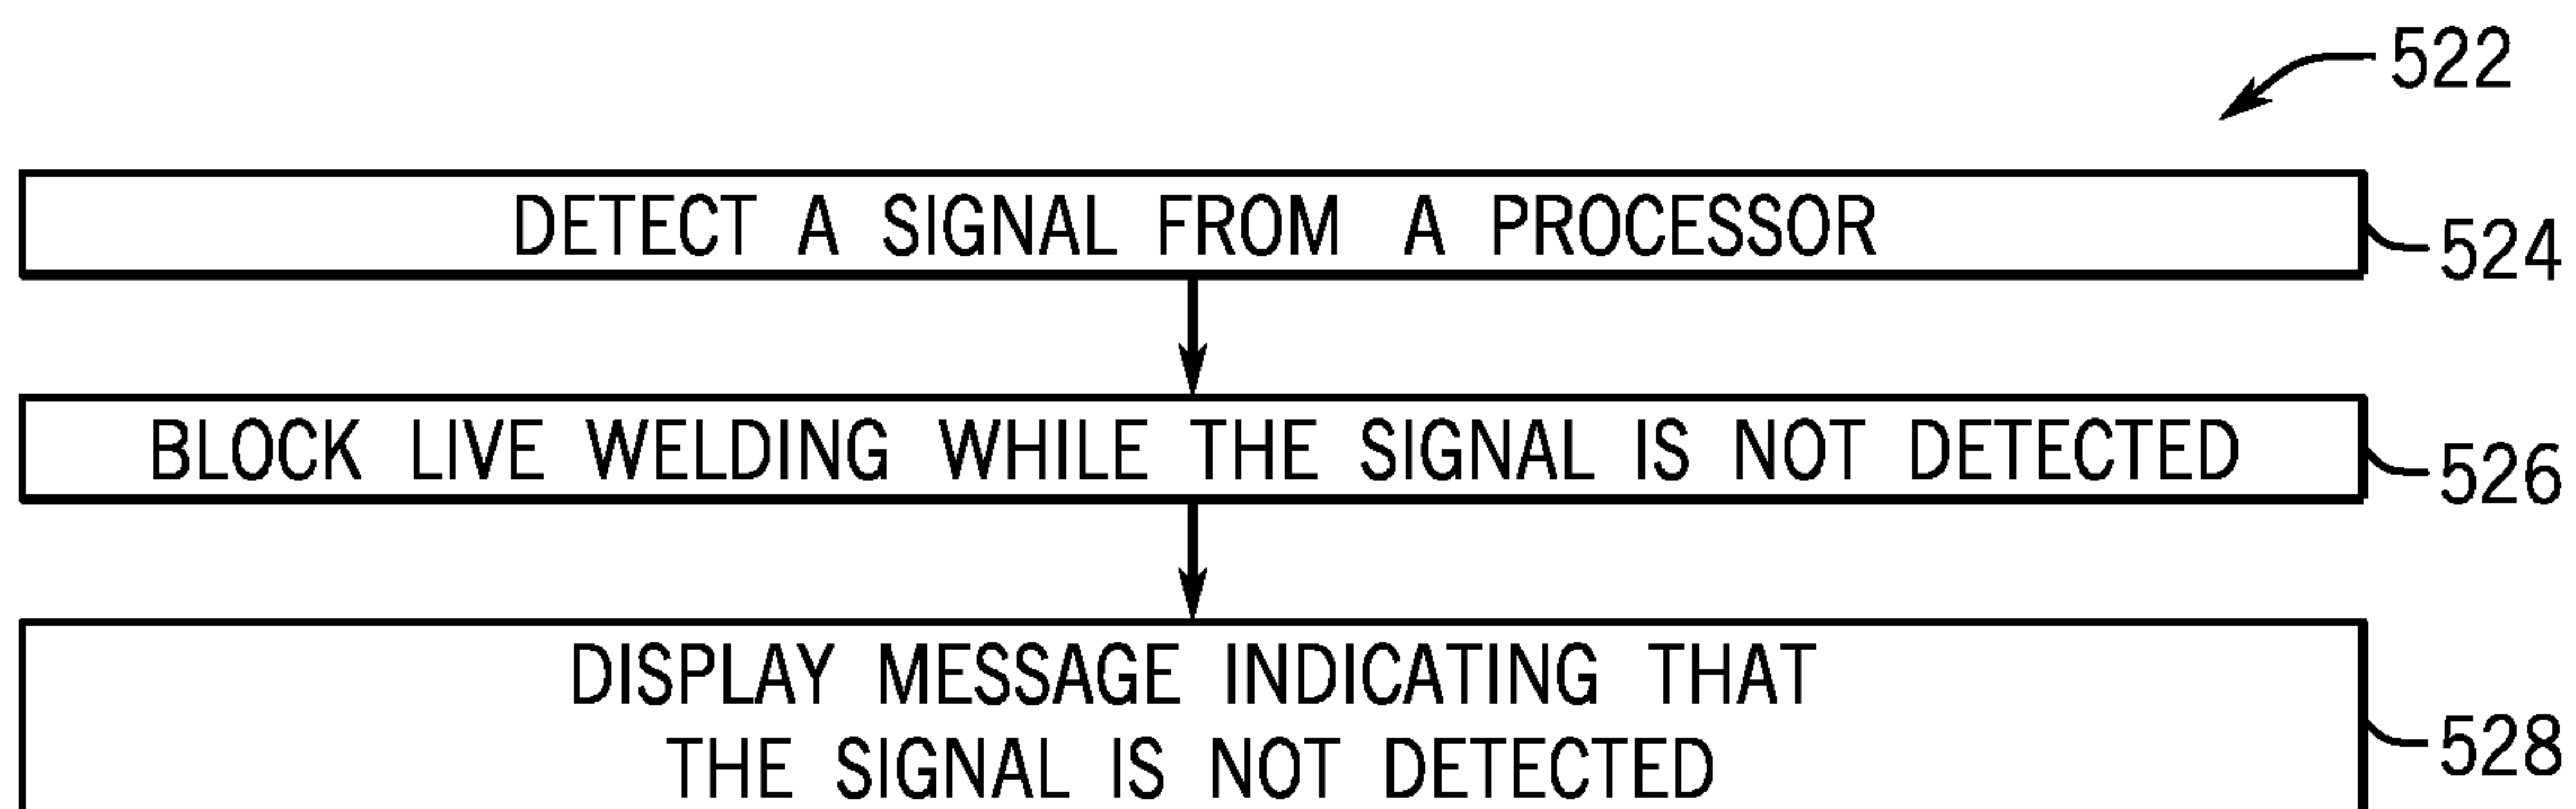 522
DETECT A SIGNAL FROM A PROCESSOR
524
BLOCK LIVE WELDING WHILE THE SIGNAL IS NOT DETECTED
526
DISPLAY MESSAGE INDICATING THAT
THE SIGNAL IS NOT DETECTED
528